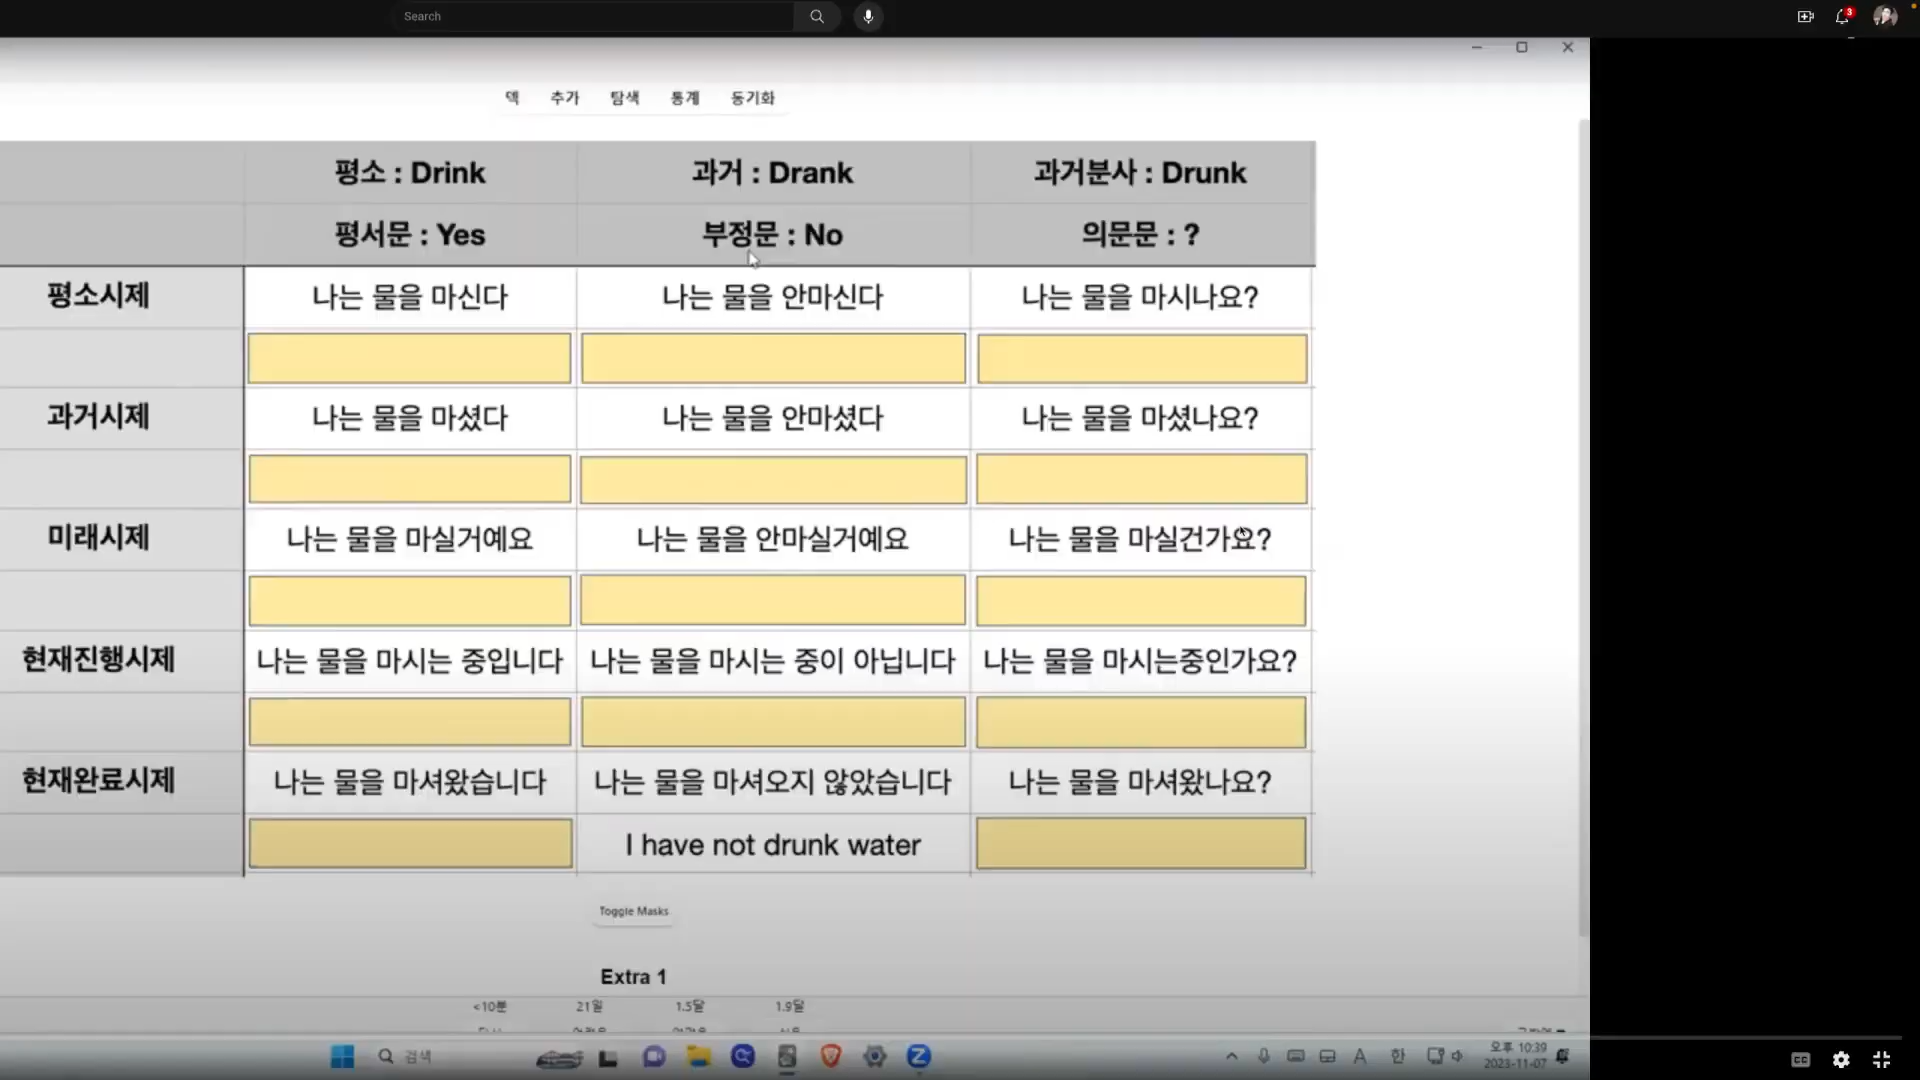 Search
3
덱 추가 탐색 통계 동기화
평소 : Drink 과거 : Drank 과거분사 : Drunk
평서문 : Yes 부정문 : No 의문문 : ?
평소시제 나는 물을 마신다 나는 물을 안마신다 나는 물을 마시나요?
과거시제 나는 물을 마셨다 나는 물을 안마셨다 나는 물을 마셨나요?
미래시제 나는 물을 마실거예요 나는 물을 안마실거예요 나는 물을 마실건가요?
현재진행시제 나는 물을 마시는 중입니다 나는 물을 마시는 중이 아닙니다 나는 물을 마시는중인가요?
현재완료시제 나는 물을 마셔왔습니다 나는 물을 마셔오지 않았습니다 나는 물을 마셔왔나요?
I have not drunk water
Toggle Masks
Extra 1
<10분 21일 1.5달 1.9달
검색 A 한 오후 10:39
2023-11-07
CC